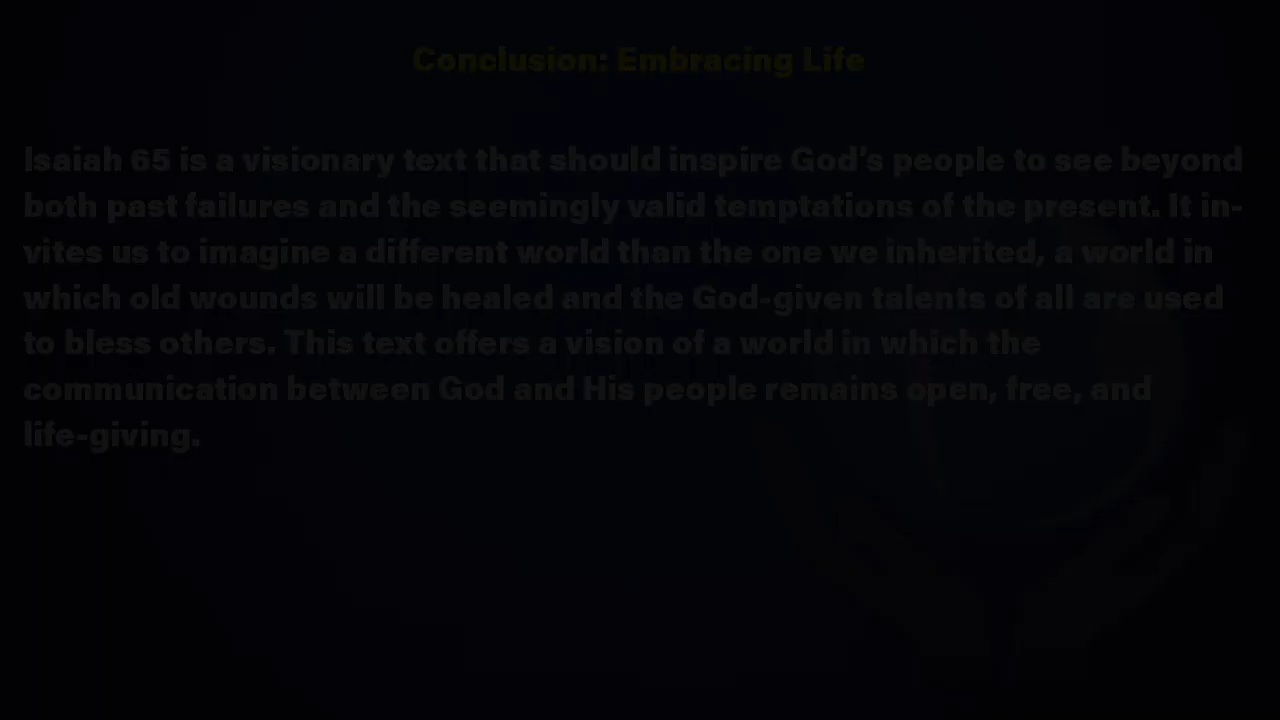 Conclusion: Embracing Life
Isaiah 65 is a visionary text that should inspire God's people to see beyond
both past failures and the seemingly valid temptations of the present. It in-
vites us to imagine a different world than the one we inherited, a world in
which old wounds will be healed and the God-given talents of all are used
to bless others. This text offers a vision of a world in which the
communication between God and His people remains open, free, and
life-giving.